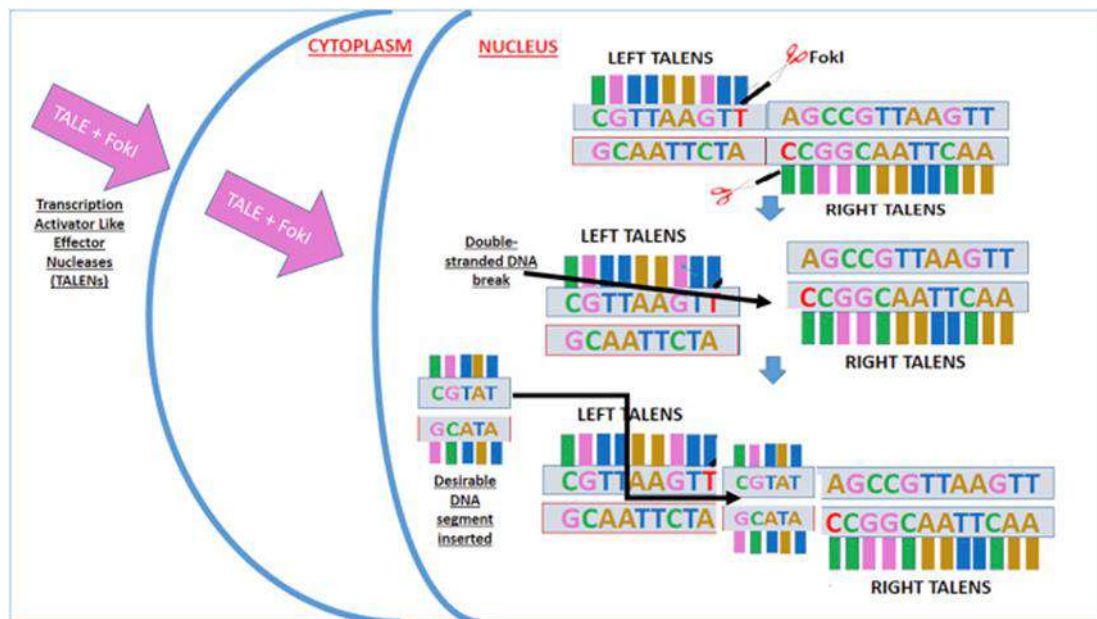 CYTOPLASM
NUCLEUS
TALE + FokI
Transcription
Activator Like
Effector
Nucleases
(TALENs)
TALE + FokI
LEFT TALENS
FokI
CGTTAAGTT
AGCCGTTAAGTT
GCAATTCTA
CCGGCAATTCAA
RIGHT TALENS
Double-
stranded DNA
break
LEFT TALENS
CGTTAAGTT
AGCCGTTAAGTT
GCAATTCTA
CCGGCAATTCAA
RIGHT TALENS
CGTAT
GCATA
Desirable
DNA
segment
inserted
LEFT TALENS
CGTTAAGTT
CGTAT
AGCCGTTAAGTT
GCAATTCTA
GCATA
CCGGCAATTCAA
RIGHT TALENS